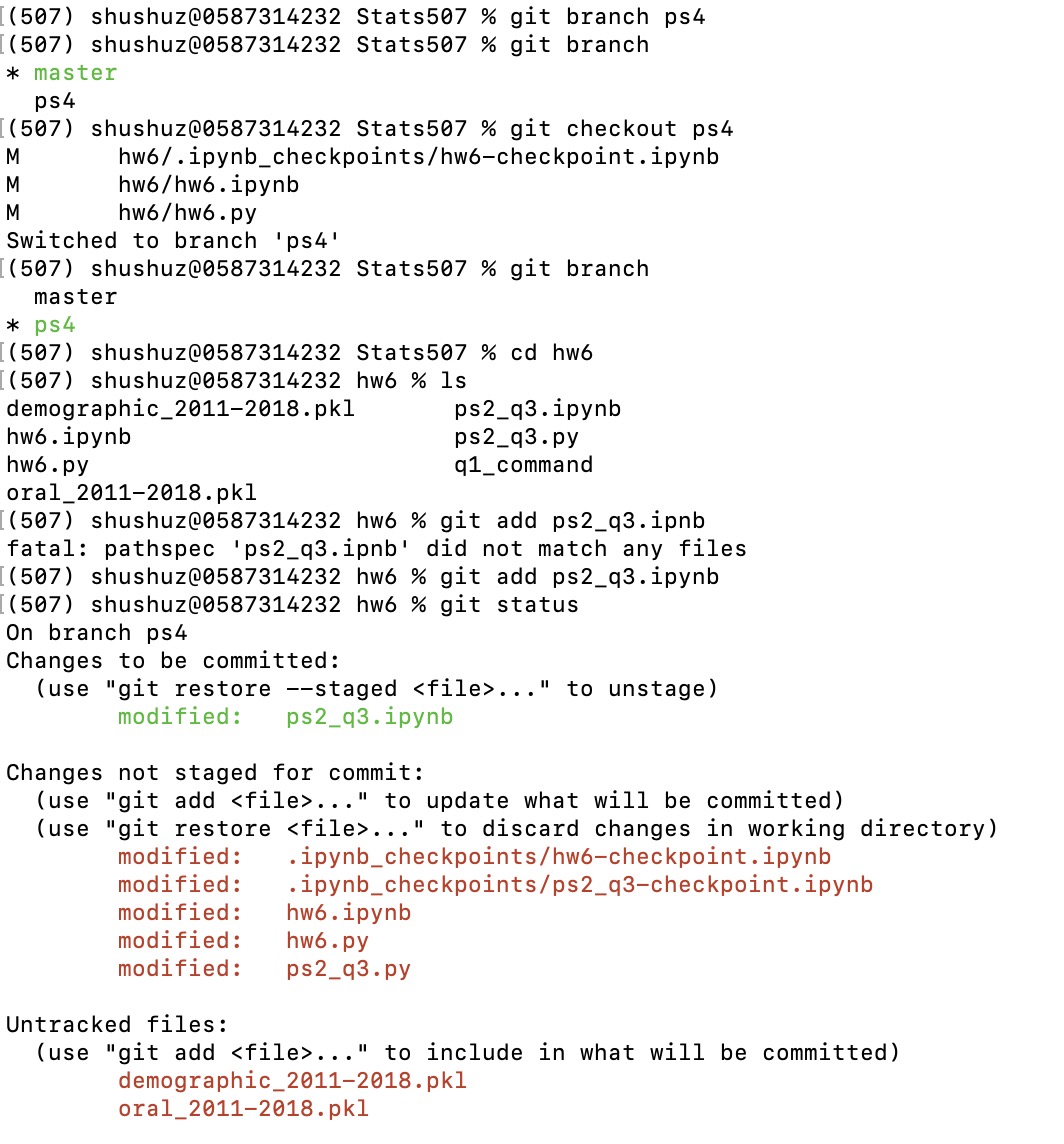 [(507) shushuz@0587314232 Stats507 % git branch ps4
[(507) shushuz@0587314232 Stats507 % git branch
* master
  ps4
[(507) shushuz@0587314232 Stats507 % git checkout ps4
M       hw6/.ipynb_checkpoints/hw6-checkpoint.ipynb
M       hw6/hw6.ipynb
M       hw6/hw6.py
Switched to branch 'ps4'
[(507) shushuz@0587314232 Stats507 % git branch
  master
* ps4
[(507) shushuz@0587314232 Stats507 % cd hw6
[(507) shushuz@0587314232 hw6 % ls
demographic_2011-2018.pkl       ps2_q3.ipynb
hw6.ipynb                       ps2_q3.py
hw6.py                          q1_command
oral_2011-2018.pkl
[(507) shushuz@0587314232 hw6 % git add ps2_q3.ipnb
fatal: pathspec 'ps2_q3.ipnb' did not match any files
[(507) shushuz@0587314232 hw6 % git add ps2_q3.ipynb
[(507) shushuz@0587314232 hw6 % git status
On branch ps4
Changes to be committed:
  (use "git restore --staged <file>..." to unstage)
        modified:   ps2_q3.ipynb

Changes not staged for commit:
  (use "git add <file>..." to update what will be committed)
  (use "git restore <file>..." to discard changes in working directory)
        modified:   .ipynb_checkpoints/hw6-checkpoint.ipynb
        modified:   .ipynb_checkpoints/ps2_q3-checkpoint.ipynb
        modified:   hw6.ipynb
        modified:   hw6.py
        modified:   ps2_q3.py

Untracked files:
  (use "git add <file>..." to include in what will be committed)
        demographic_2011-2018.pkl
        oral_2011-2018.pkl